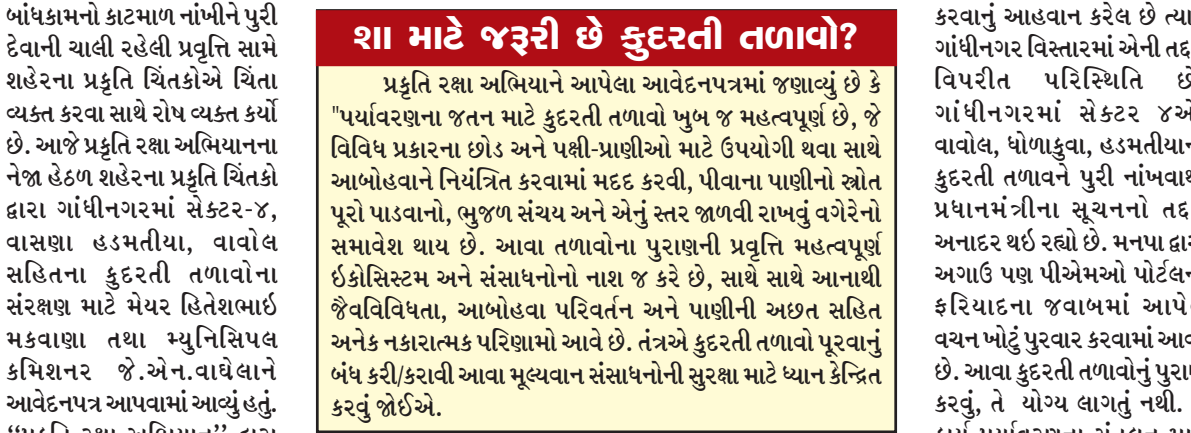 બાંધકામનો કાટમાળ નાંખીને પુરી
દેવાની ચાલી રહેલી પ્રવૃત્તિ સામે
શહેરના પ્રકૃતિ ચિંતકોએ ચિંતા
વ્યક્ત કરવા સાથે રોષ વ્યક્ત કર્યો
છે. આજે પ્રકૃતિ રક્ષા અભિયાનના
નેજા હેઠળ શહેરના પ્રકૃતિ ચિંતકો
દ્વારા ગાંધીનગરમાં સેક્ટર-૪,
વાસણા હડમતીયા, વાવોલ
સહિતના કુદરતી તળાવોના
સંરક્ષણ માટે મેયર હિતેશભાઇ
મકવાણા તથા મ્યુનિસિપલ
કમિશનર જે.એન.વાઘેલાને
આવેદનપત્ર આપવામાં આવ્યું હતું.
શા માટે જરૂરી છે કુદરતી તળાવો?
પ્રકૃતિ રક્ષા અભિયાને આપેલા આવેદનપત્રમાં જણાવ્યું છે કે
"પર્યાવરણના જતન માટે કુદરતી તળાવો ખુબ જ મહત્વપૂર્ણ છે, જે
વિવિધ પ્રકારના છોડ અને પક્ષી-પ્રાણીઓ માટે ઉપયોગી થવા સાથે
આબોહવાને નિયંત્રિત કરવામાં મદદ કરવી, પીવાના પાણીનો સ્ત્રોત
પૂરો પાડવાનો, ભુજળ સંચય અને એનું સ્તર જાળવી રાખવું વગેરેનો
સમાવેશ થાય છે. આવા તળાવોના પુરાણની પ્રવૃત્તિ મહત્વપૂર્ણ
ઇકોસિસ્ટમ અને સંસાધનોનો નાશ જ કરે છે, સાથે સાથે આનાથી
જૈવવિવિધતા, આબોહવા પરિવર્તન અને પાણીની અછત સહિત
અનેક નકારાત્મક પરિણામો આવે છે. તંત્રએ કુદરતી તળાવો પૂરવાનું
બંધ કરી/કરાવી આવા મૂલ્યવાન સંસાધનોની સુરક્ષા માટે ધ્યાન કેન્દ્રિત
કરવું જોઈએ.
કરવાનું આહવાન કરેલ છે
ગાંધીનગર વિસ્તારમાં એની
વિપરીત પરિસ્થિતિ
ગાંધીનગરમાં સેક્ટર ૪એ
વાવોલ, ધોળાકુવા,
કુદરતી તળાવને પુરી
પ્રધાનમંત્રીના સૂચનનો
અનાદર થઇ રહ્યો છે. મનપા
અગાઉ પણ પીએમઓ
ફરિયાદના જવાબમાં
વચન ખોટું પુરવાર કરવામાં
છે. આવા કુદરતી તળાવોનું
કરવું, તે યોગ્ય લાગતું નથી.